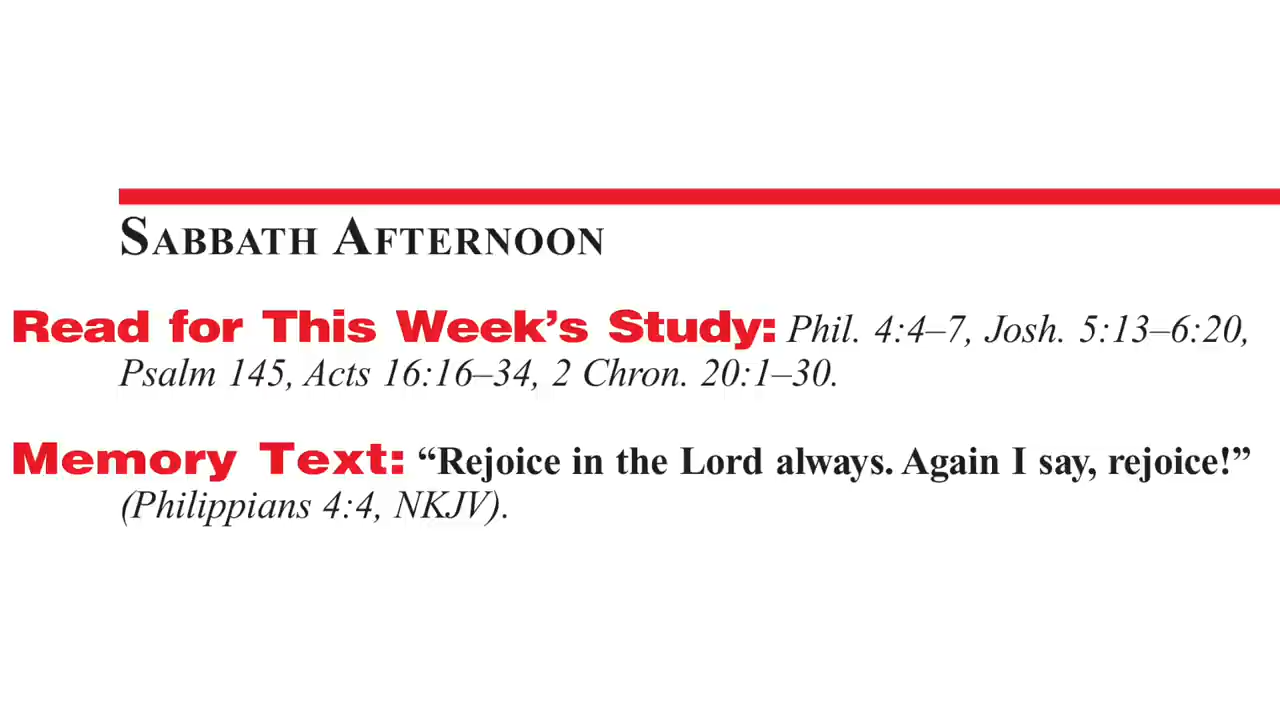 SABBATH AFTERNOON
Read for This Week’s Study: Phil. 4:4–7, Josh. 5:13–6:20,
Psalm 145, Acts 16:16–34, 2 Chron. 20:1–30.
Memory Text: “Rejoice in the Lord always. Again I say, rejoice!”
(Philippians 4:4, NKJV).